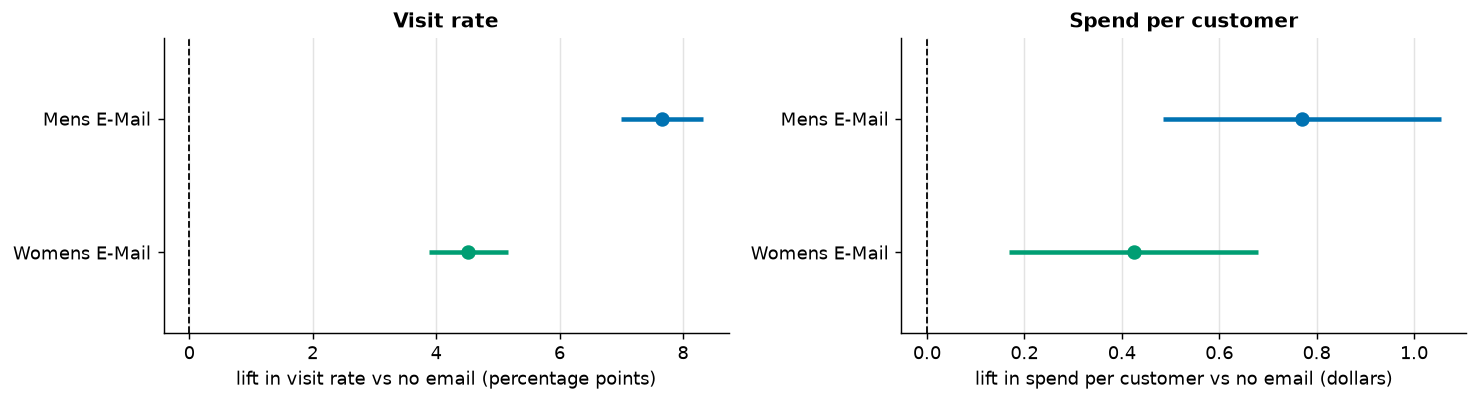 Visit rate
Mens E-Mail
Womens E-Mail
0 2 4 6 8
lift in visit rate vs no email (percentage points)
Spend per customer
Mens E-Mail
Womens E-Mail
0.0 0.2 0.4 0.6 0.8 1.0
lift in spend per customer vs no email (dollars)